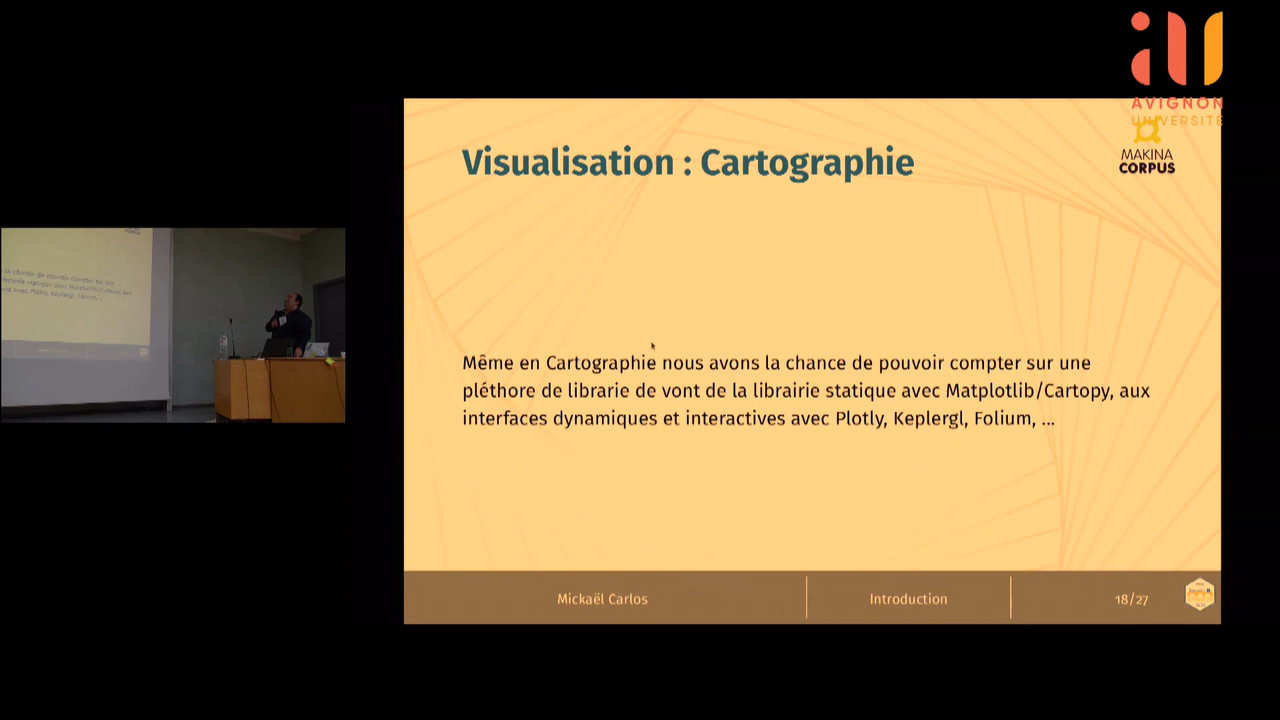 AVIGNON
UNIVERSITE
MAKINA
CORPUS
Visualisation : Cartographie
Même en Cartographie nous avons la chance de pouvoir compter sur une
pléthore de librarie de vont de la librairie statique avec Matplotlib/Cartopy, aux
interfaces dynamiques et interactives avec Plotly, Keplergl, Folium, ...
Mickaël Carlos
Introduction
18/27